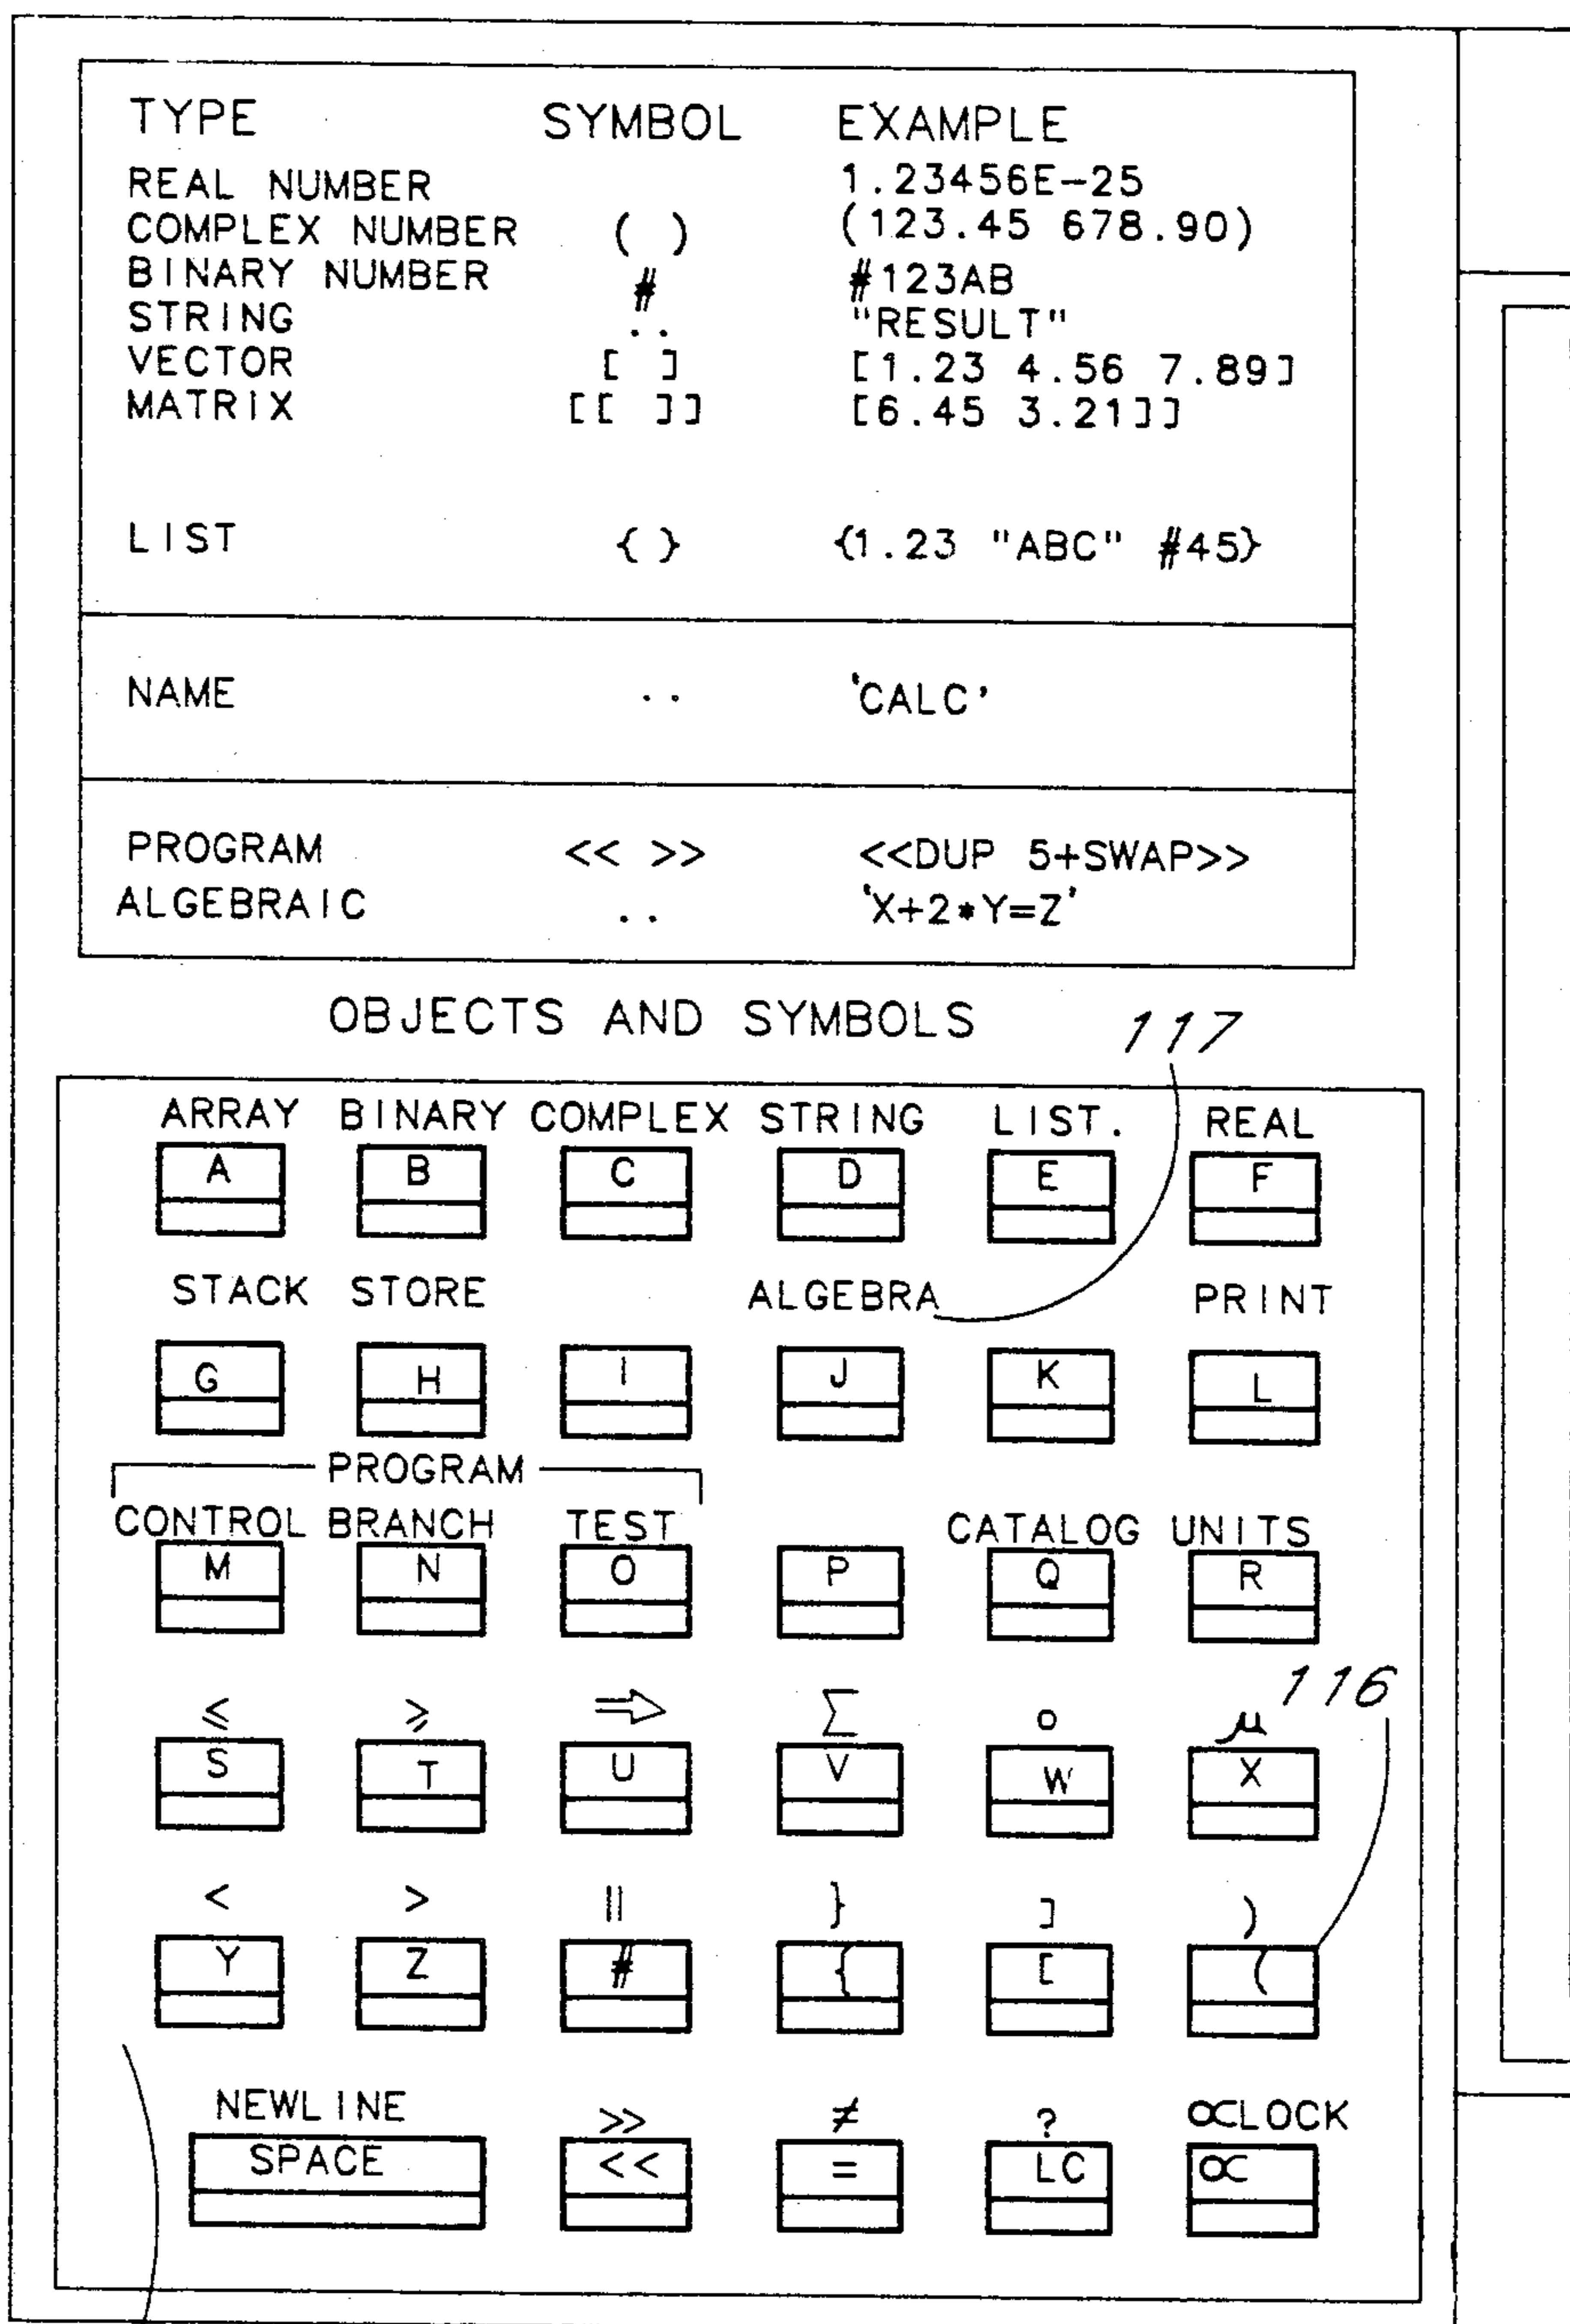 TYPE SYMBOL EXAMPLE
REAL NUMBER 1.23456E-25
COMPLEX NUMBER ( ) (123.45 678.90)
BINARY NUMBER # #123AB
STRING .. "RESULT"
VECTOR [ ] [1.23 4.56 7.89]
MATRIX [[ ]] [6.45 3.21]]
LIST { } {1.23 "ABC" #45}
NAME .. 'CALC'
PROGRAM << >> <<DUP 5+SWAP>>
ALGEBRAIC .. 'X+2*Y=Z'
OBJECTS AND SYMBOLS 117
ARRAY BINARY COMPLEX STRING LIST. REAL
A B C D E F
STACK STORE ALGEBRA PRINT
G H I J K L
PROGRAM
CONTROL BRANCH TEST CATALOG UNITS
M N O P Q R
116
≤ ≥ ⇒ Σ o μ
S T U V W X
< > || } ] )
Y Z # { [ (
NEWLINE >> ≠ ? ∝LOCK
SPACE << = LC ∝